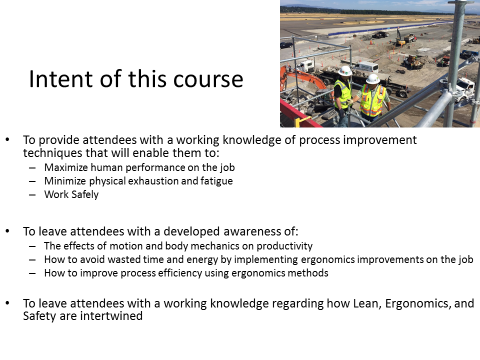 Intent of this course
• To provide attendees with a working knowledge of process improvement
techniques that will enable them to:
– Maximize human performance on the job
– Minimize physical exhaustion and fatigue
– Work Safely
• To leave attendees with a developed awareness of:
– The effects of motion and body mechanics on productivity
– How to avoid wasted time and energy by implementing ergonomics improvements on the job
– How to improve process efficiency using ergonomics methods
• To leave attendees with a working knowledge regarding how Lean, Ergonomics, and
Safety are intertwined